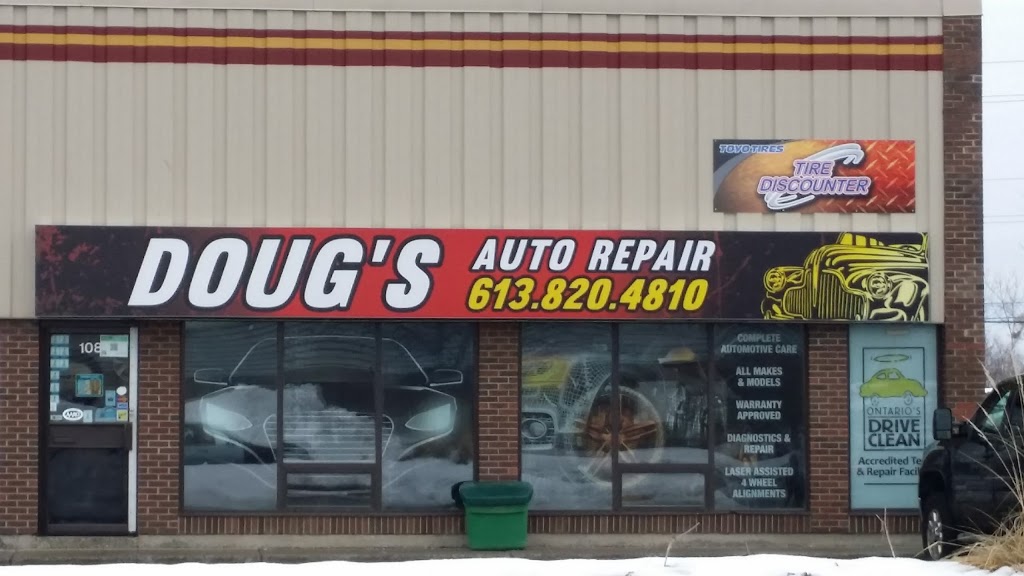 TOYO TIRES
TIRE
DISCOUNTER
DOUG'S
AUTO REPAIR
613.820.4810
108
COMPLETE
AUTOMOTIVE CARE
ALL MAKES
& MODELS
WARRANTY
APPROVED
DIAGNOSTICS &
REPAIR
LASER ASSISTED
4 WHEEL
ALIGNMENTS
ONTARIO'S
DRIVE
CLEAN
Accredited
& Repair